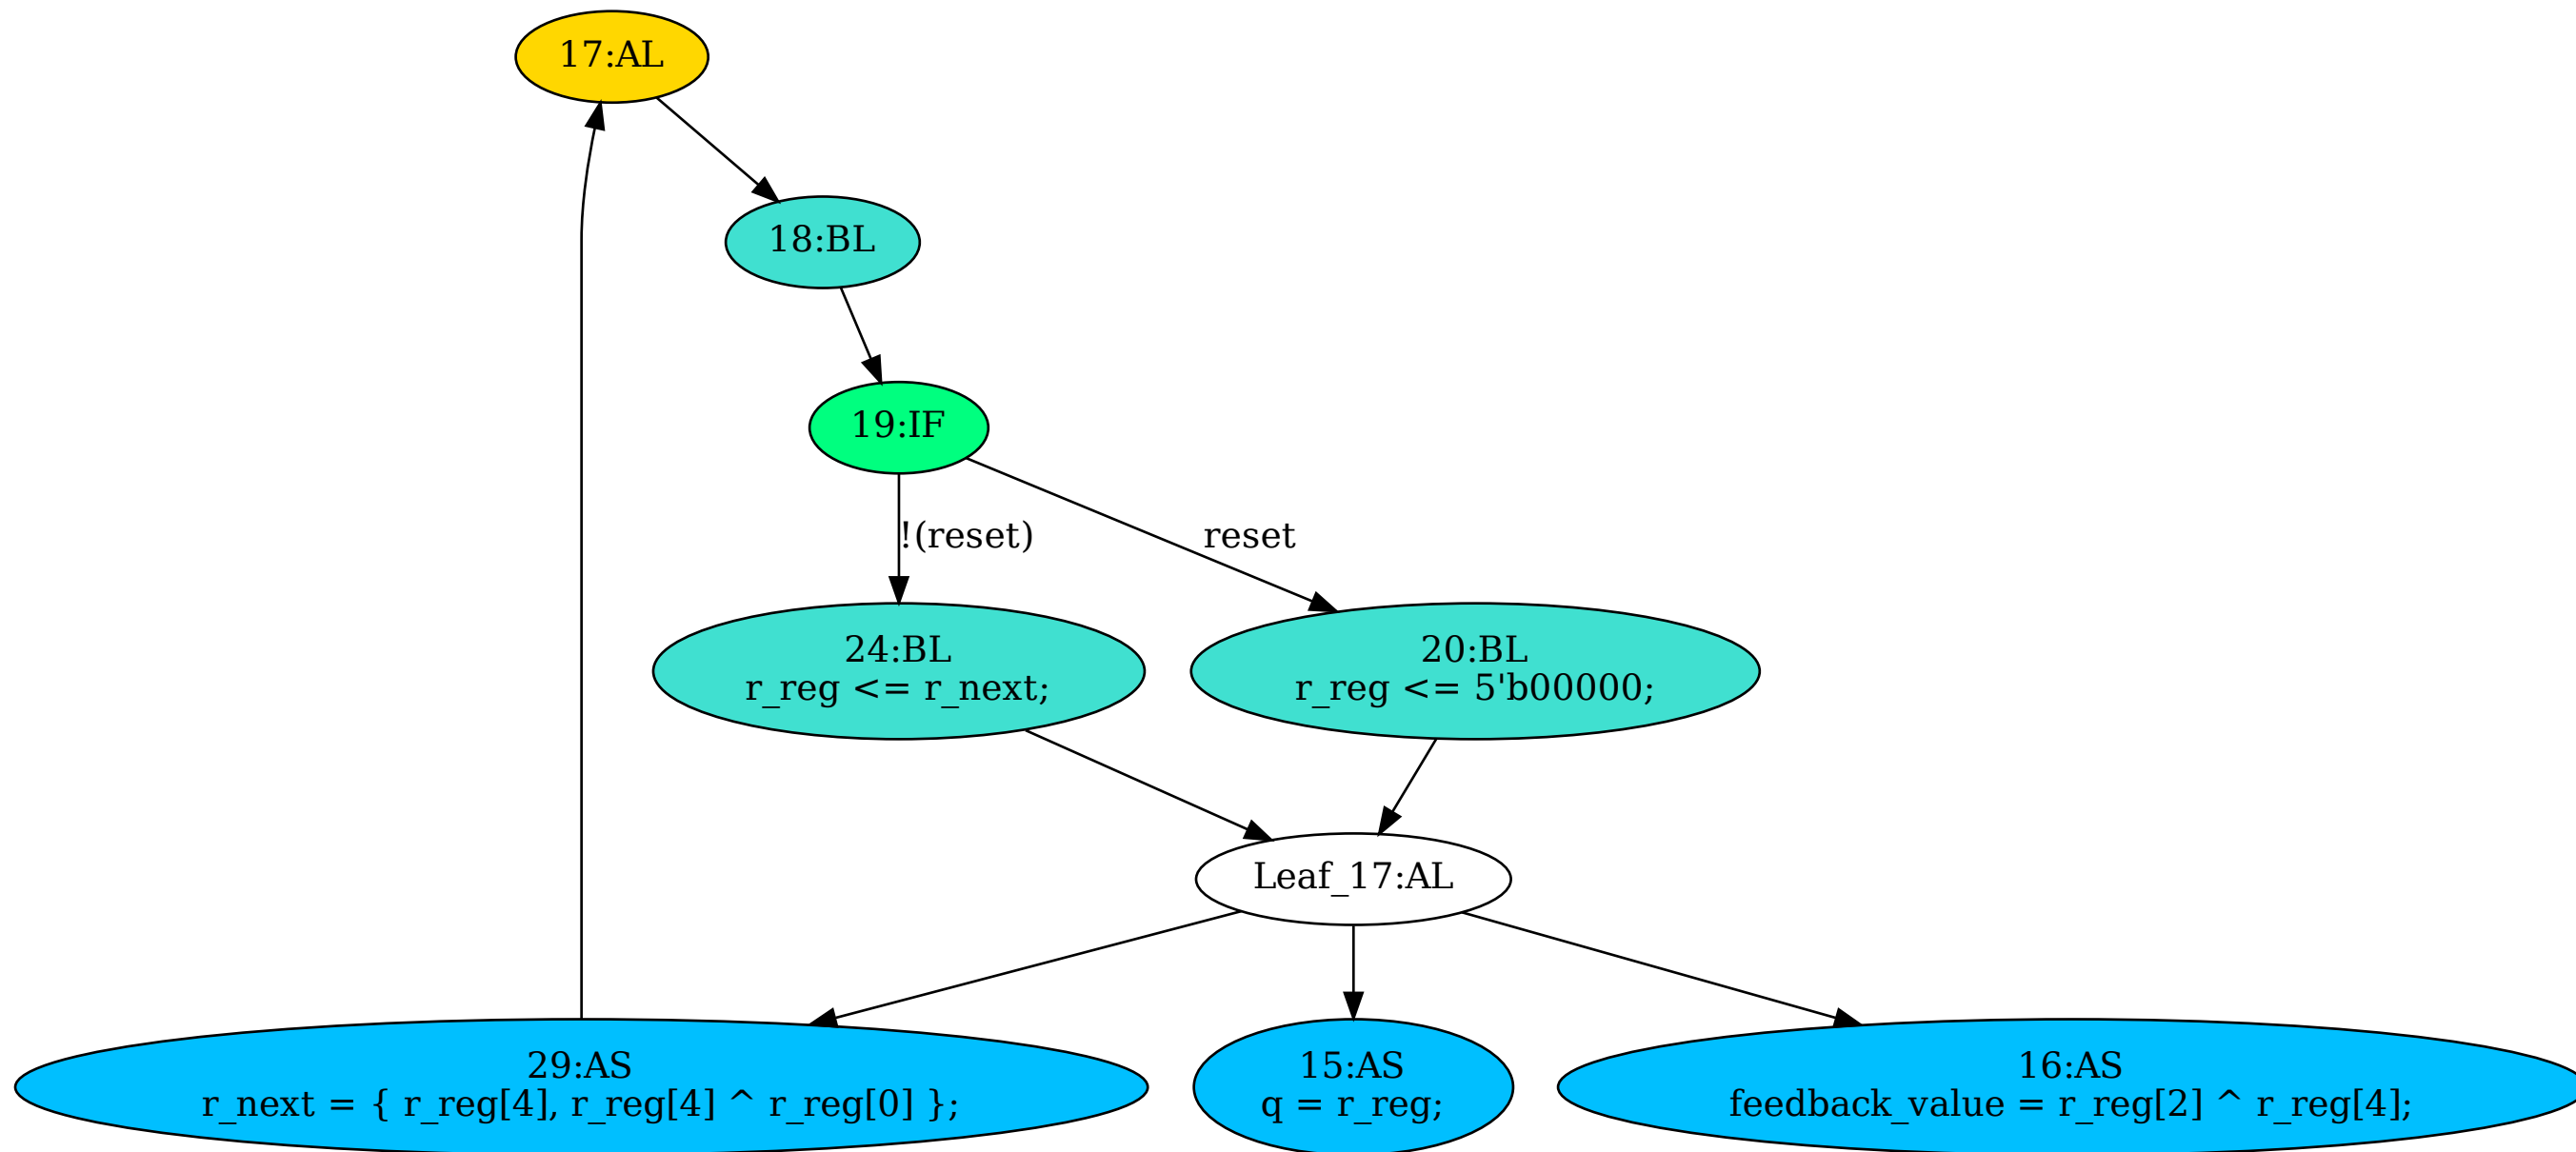 17:AL
18:BL
19:IF
!(reset)
reset
24:BL
r_reg <= r_next;
20:BL
r_reg <= 5'b00000;
Leaf_17:AL
29:AS
r_next = { r_reg[4], r_reg[4] ^ r_reg[0] };
15:AS
q = r_reg;
16:AS
feedback_value = r_reg[2] ^ r_reg[4];